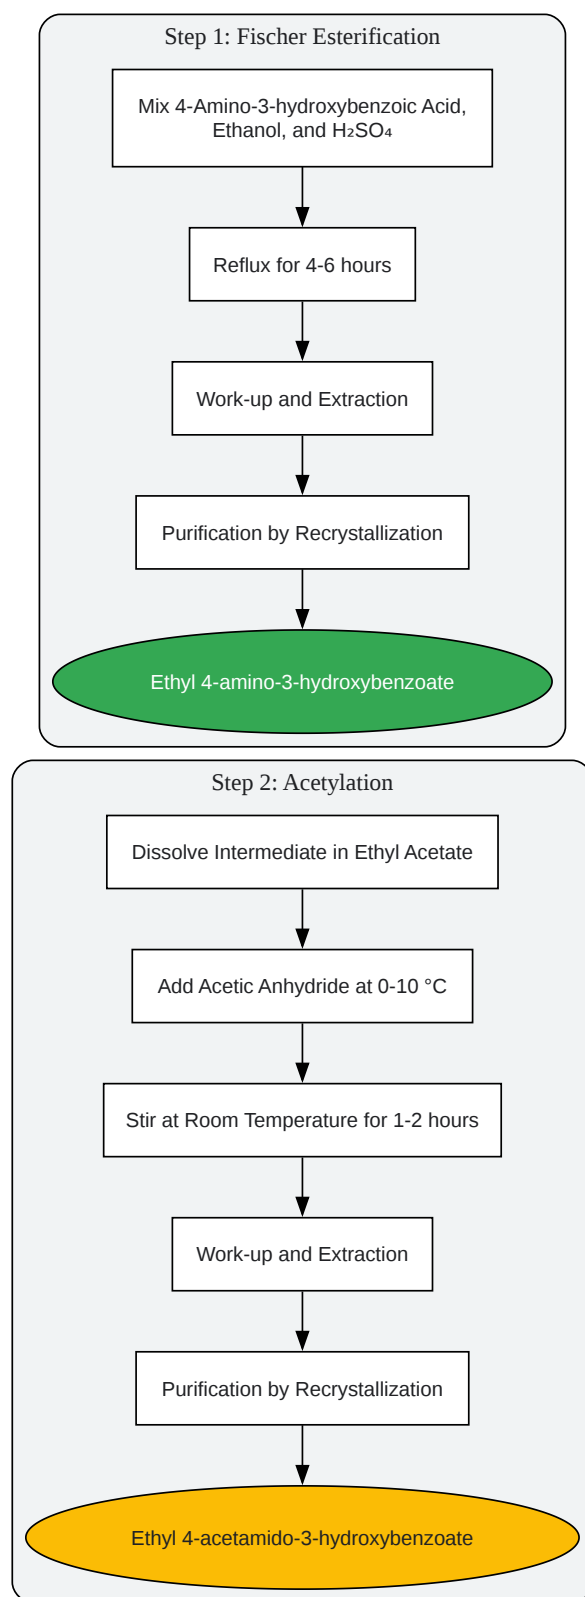 Step 1: Fischer Esterification
Mix 4-Amino-3-hydroxybenzoic Acid,
Ethanol, and H₂SO₄
Reflux for 4-6 hours
Work-up and Extraction
Purification by Recrystallization
Ethyl 4-amino-3-hydroxybenzoate
Step 2: Acetylation
Dissolve Intermediate in Ethyl Acetate
Add Acetic Anhydride at 0-10 °C
Stir at Room Temperature for 1-2 hours
Work-up and Extraction
Purification by Recrystallization
Ethyl 4-acetamido-3-hydroxybenzoate